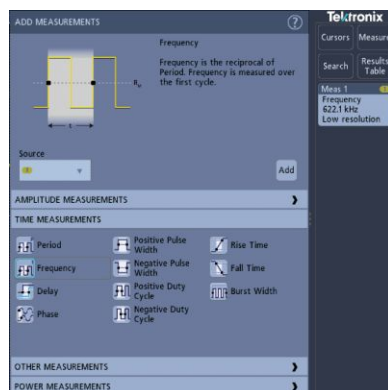 ADD MEASUREMENTS
?
Tektronix
Frequency
Frequency is the reciprocal of
Period. Frequency is measured over
the first cycle.
t
Source
1
Add
Cursors
Measure
Search
Results
Table
Meas 1
1
Frequency
622.1 kHz
Low resolution
AMPLITUDE MEASUREMENTS
TIME MEASUREMENTS
Period
Positive Pulse
Width
Rise Time
Frequency
Negative Pulse
Width
Fall Time
Delay
Positive Duty
Cycle
Burst Width
Phase
Negative Duty
Cycle
OTHER MEASUREMENTS
POWER MEASUREMENTS